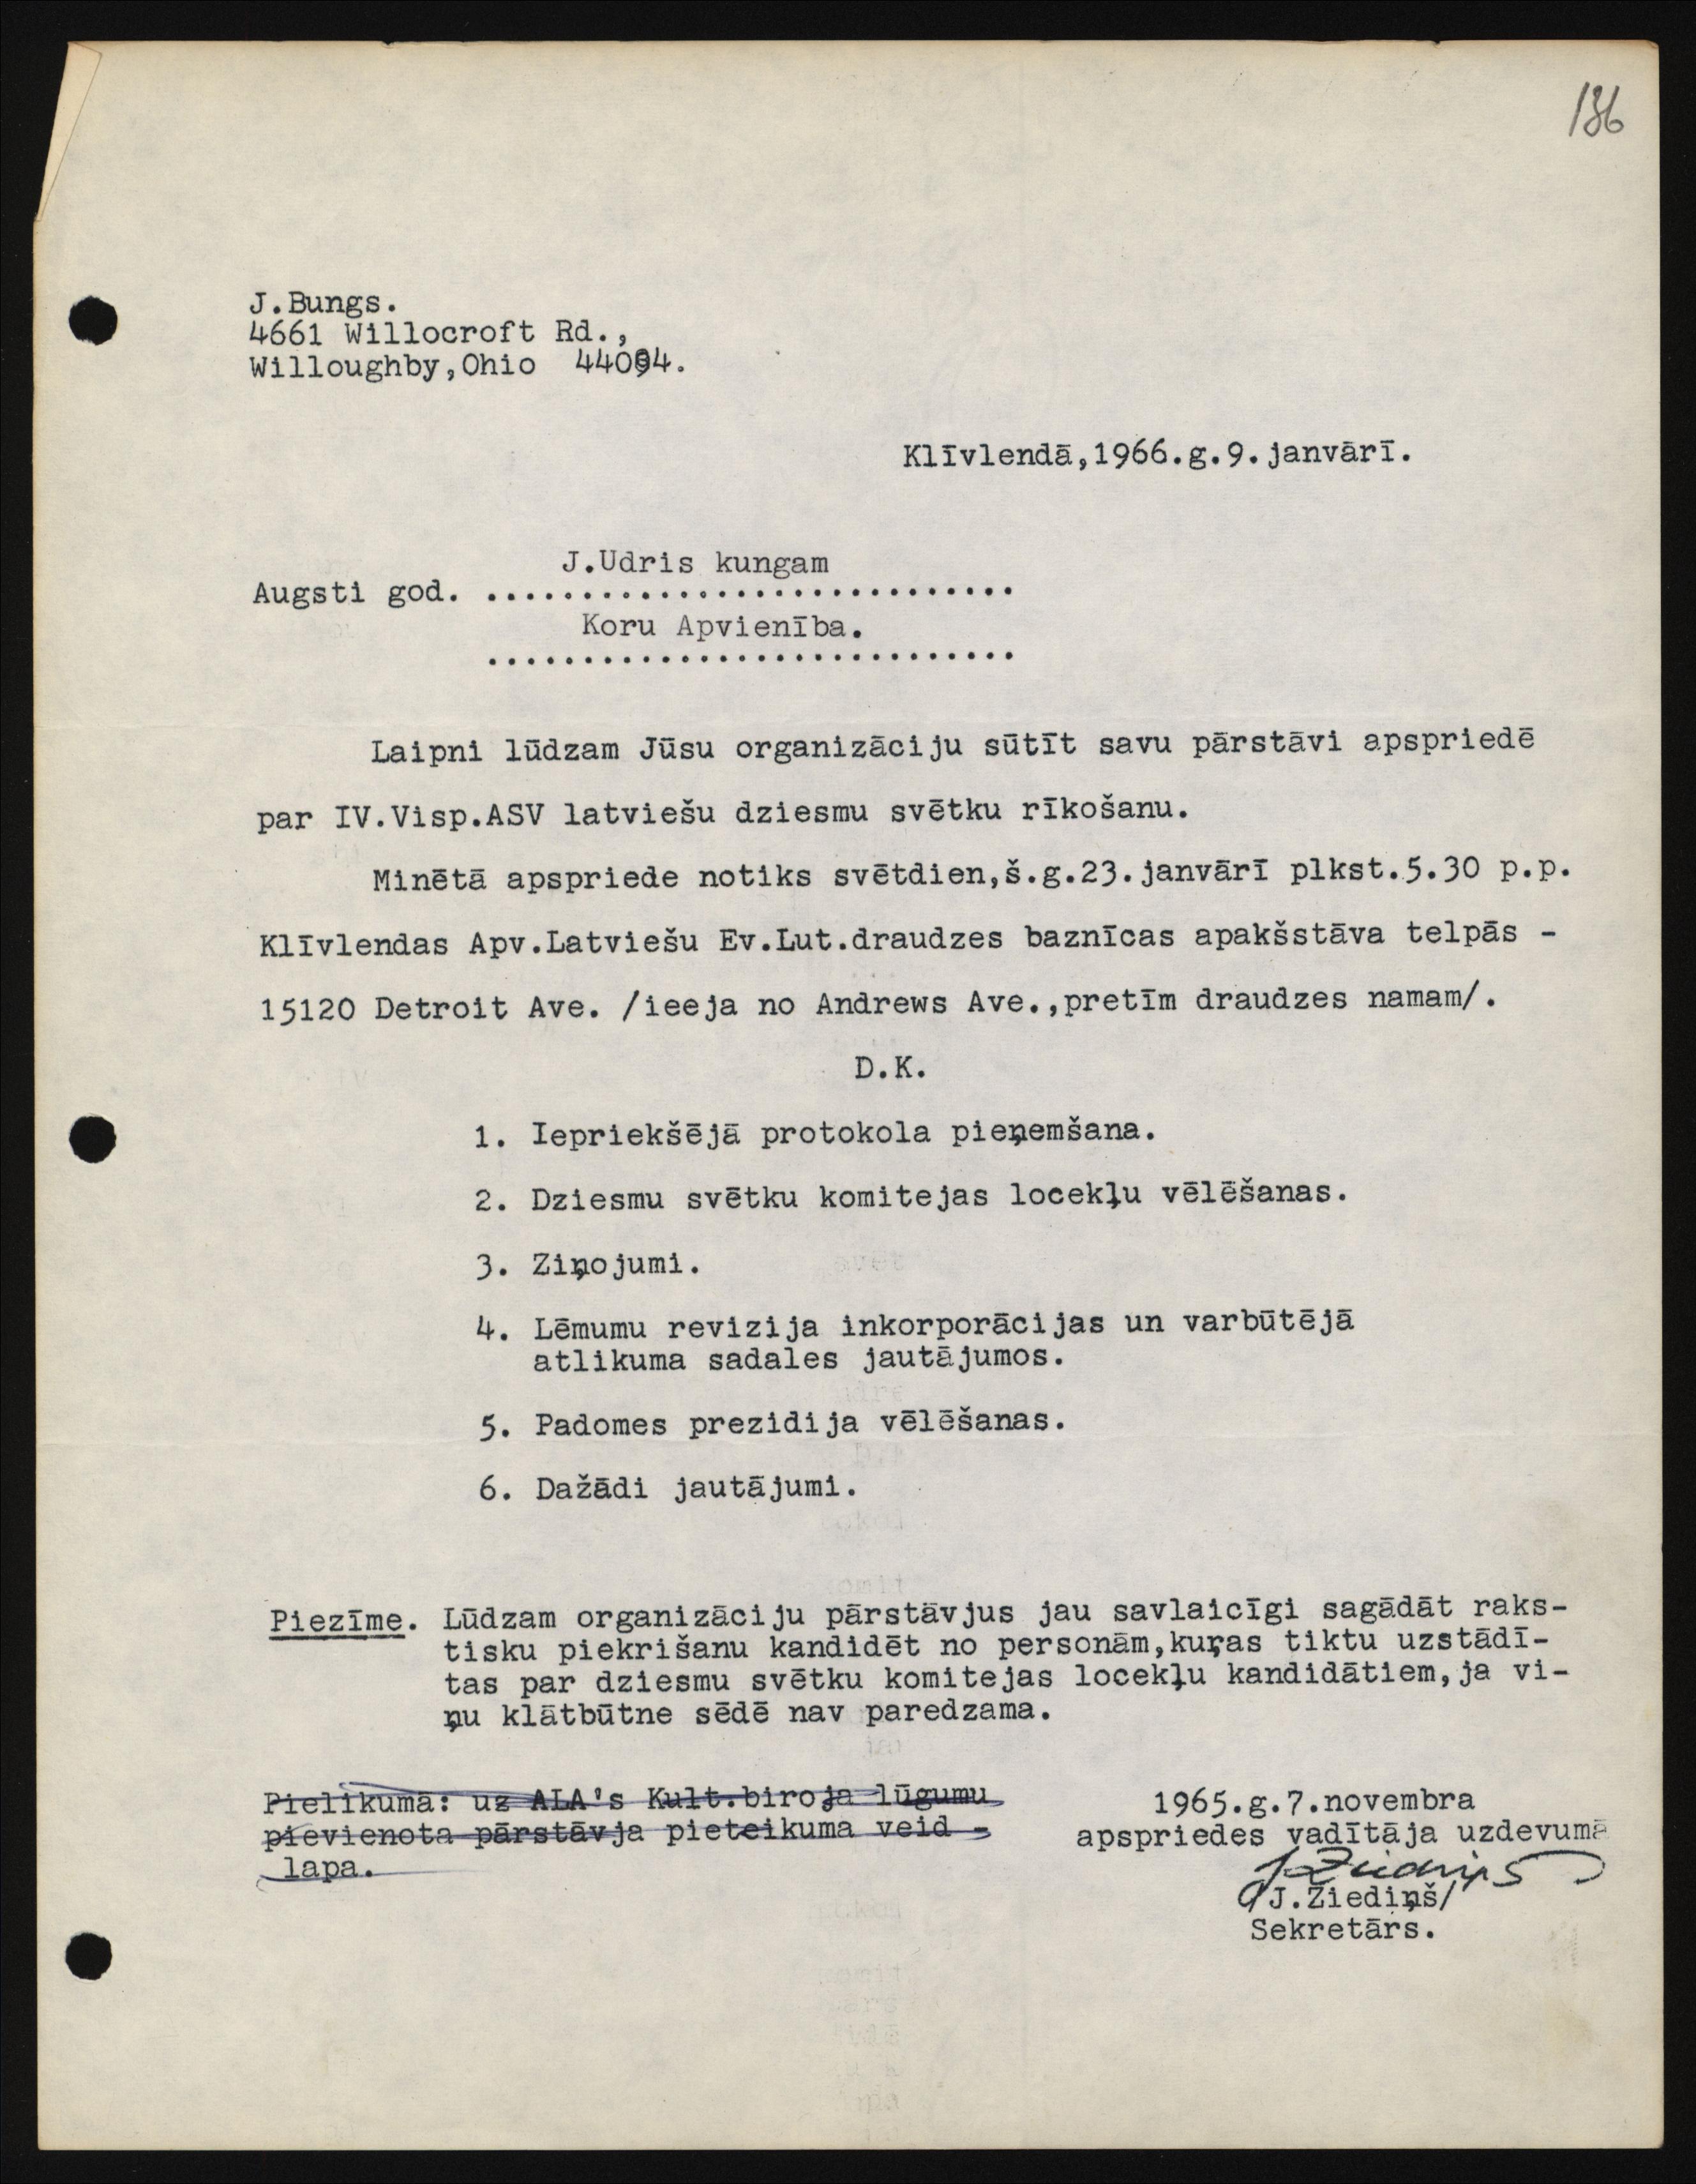 136
J.Bungs.
4661 Willocroft Rd.,
Willoughby,Ohio 44094.
Klīvlendā,1966.g.9.janvārī.
J.Udris kungam
Augsti god. ............................
Koru Apvienība.
............................
Laipni lūdzam Jūsu organizāciju sūtīt savu pārstāvi apspriedē
par IV.Visp.ASV latviešu dziesmu svētku rīkošanu.
Minētā apspriede notiks svētdien,š.g.23.janvārī plkst.5.30 p.p.
Klīvlendas Apv.Latviešu Ev.Lut.draudzes baznīcas apakšstāva telpās -
15120 Detroit Ave. /ieeja no Andrews Ave.,pretīm draudzes namam/.
D.K.
1. Iepriekšējā protokola pieņemšana.
2. Dziesmu svētku komitejas locekļu vēlēšanas.
3. Ziņojumi.
4. Lēmumu revizija inkorporācijas un varbūtējā
atlikuma sadales jautājumos.
5. Padomes prezidija vēlēšanas.
6. Dažādi jautājumi.
Piezīme. Lūdzam organizāciju pārstāvjus jau savlaicīgi sagādāt raks-
tisku piekrišanu kandidēt no personām,kuŗas tiktu uzstādī-
tas par dziesmu svētku komitejas locekļu kandidātiem,ja vi-
ņu klātbūtne sēdē nav paredzama.
Pielikumā: uz ALA's Kult.biroja lūgumu
pievienota pārstāvja pieteikuma veid -
lapa.
1965.g.7.novembra
apspriedes vadītāja uzdevumā
J.Ziediņš
/J.Ziediņš/
Sekretārs.